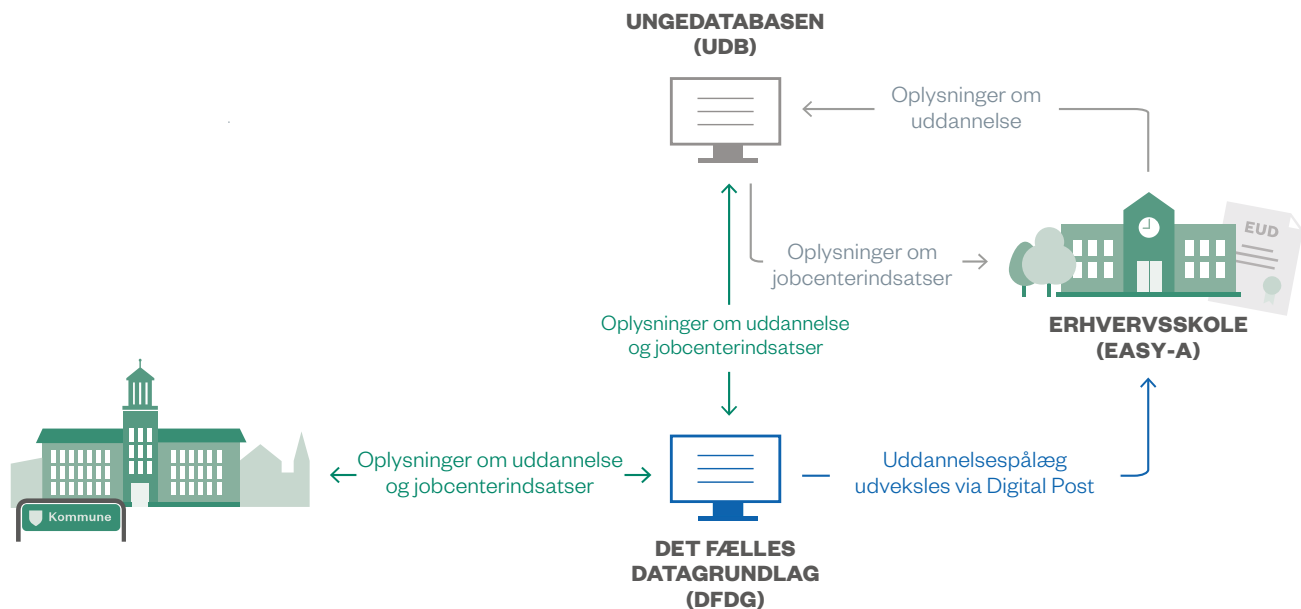 UNGEDATABASEN
(UDB)
Oplysninger om
uddannelse
EUD
Oplysninger om
jobcenterindsatser
ERHVERVSSKOLE
(EASY-A)
Oplysninger om uddannelse
og jobcenterindsatser
Kommune
Oplysninger om uddannelse
og jobcenterindsatser
Uddannelsespålæg
udveksles via Digital Post
DET FÆLLES
DATAGRUNDLAG
(DFDG)